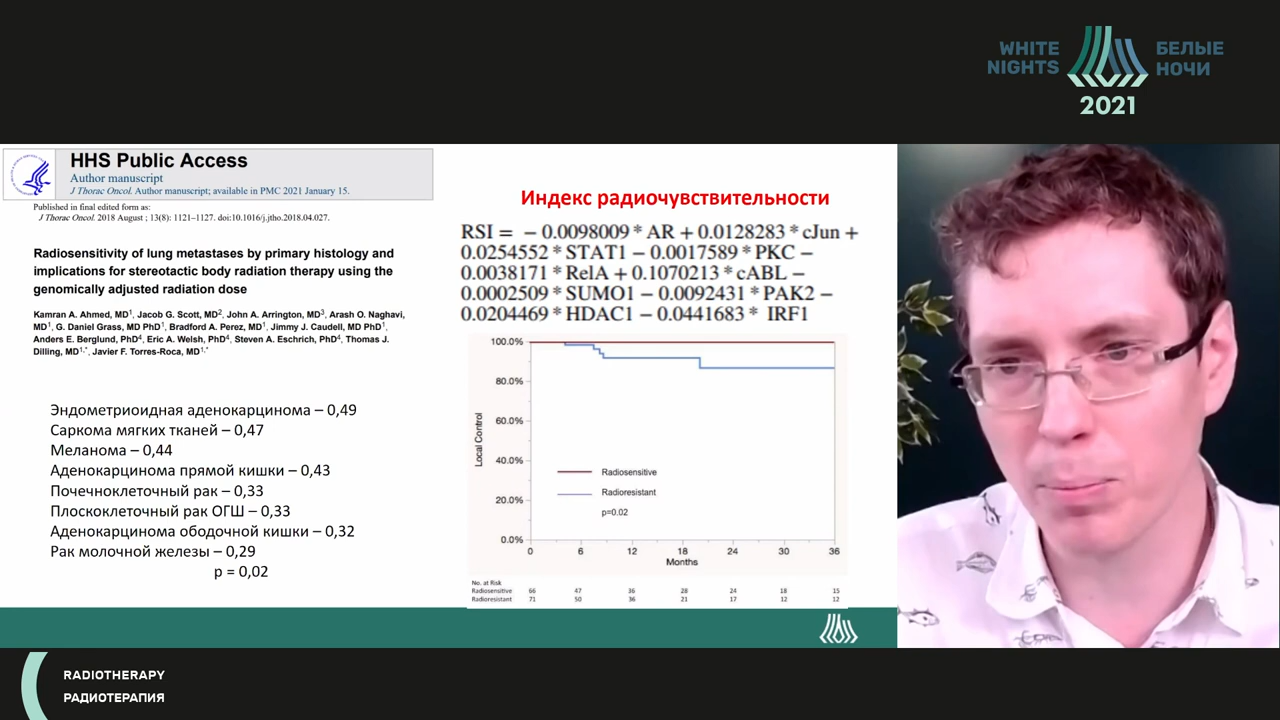 WHITE
NIGHTS
БЕЛЫЕ
НОЧИ
2021
HHS Public Access
Author manuscript
J Thorac Oncol. Author manuscript; available in PMC 2021 January 15.
Published in final edited form as:
J Thorac Oncol. 2018 August ; 13(8): 1121–1127. doi:10.1016/j.jtho.2018.04.027.
Radiosensitivity of lung metastases by primary histology and
implications for stereotactic body radiation therapy using the
genomically adjusted radiation dose
Kamran A. Ahmed, MD1, Jacob G. Scott, MD2, John A. Arrington, MD3, Arash O. Naghavi,
MD1, G. Daniel Grass, MD PhD1, Bradford A. Perez, MD1, Jimmy J. Caudell, MD PhD1,
Anders E. Berglund, PhD4, Eric A. Welsh, PhD4, Steven A. Eschrich, PhD4, Thomas J.
Dilling, MD1,*, Javier F. Torres-Roca, MD1,*
Эндометриоидная аденокарцинома – 0,49
Саркома мягких тканей – 0,47
Меланома – 0,44
Аденокарцинома прямой кишки – 0,43
Почечноклеточный рак – 0,33
Плоскоклеточный рак ОГШ – 0,33
Аденокарцинома ободочной кишки – 0,32
Рак молочной железы – 0,29
p = 0,02
Индекс радиочувствительности
RSI = − 0.0098009 * AR + 0.0128283 * cJun +
0.0254552 * STAT1 − 0.0017589 * PKC −
0.0038171 * RelA + 0.1070213 * cABL −
0.0002509 * SUMO1 − 0.0092431 * PAK2 −
0.0204469 * HDAC1 − 0.0441683 * IRF1
100.0%
80.0%
60.0%
40.0%
20.0%
0.0%
Local Control
Radiosensitive
Radioresistant
p=0.02
0 6 12 18 24 30 36
Months
No. at Risk
Radiosensitive 66 47 36 28 24 18 15
Radioresistant 71 50 36 21 17 12 12
RADIOTHERAPY
РАДИОТЕРАПИЯ